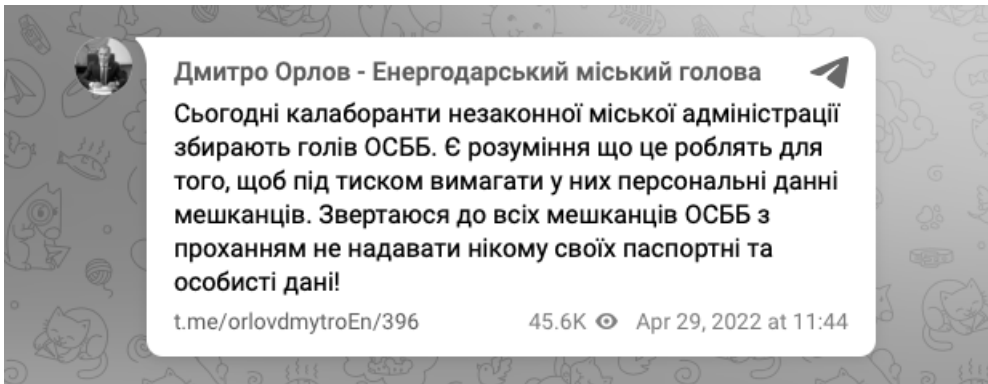 Дмитро Орлов - Енергодарський міський голова
Сьогодні калаборанти незаконної міської адміністрації
збирають голів ОСББ. Є розуміння що це роблять для
того, щоб під тиском вимагати у них персональні данні
мешканців. Звертаюся до всіх мешканців ОСББ з
проханням не надавати нікому своїх паспортні та
особисті дані!
t.me/orlovdmytroEn/396 45.6K Apr 29, 2022 at 11:44